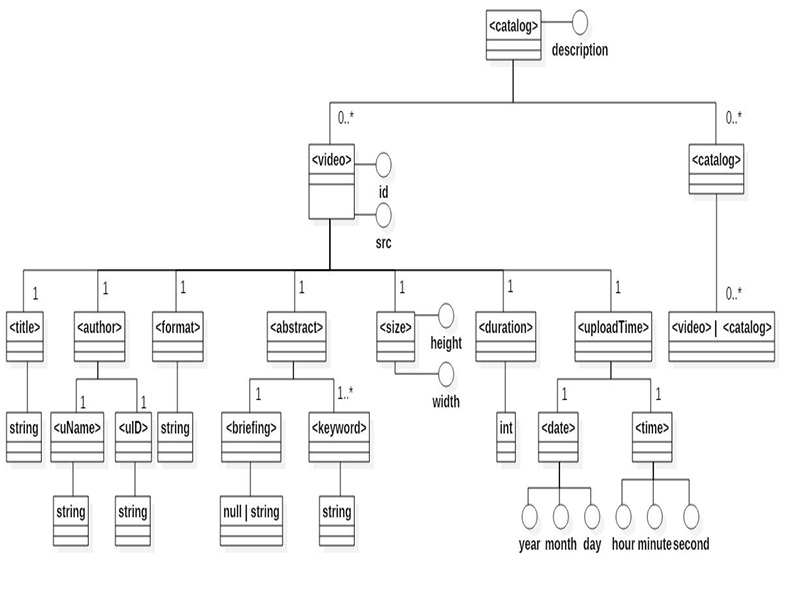 <catalog>
description
0..*
0..*
<video>
<catalog>
id
src
1
1
1
1
1
1
1
0..*
<title>
<author>
<format>
<abstract>
<size>
<duration>
<uploadTime>
<video> | <catalog>
height
width
1
1
1
1..*
1
1
string
<uName>
<uID>
string
<briefing>
<keyword>
int
<date>
<time>
string
string
null | string
string
year month day
hour minute second